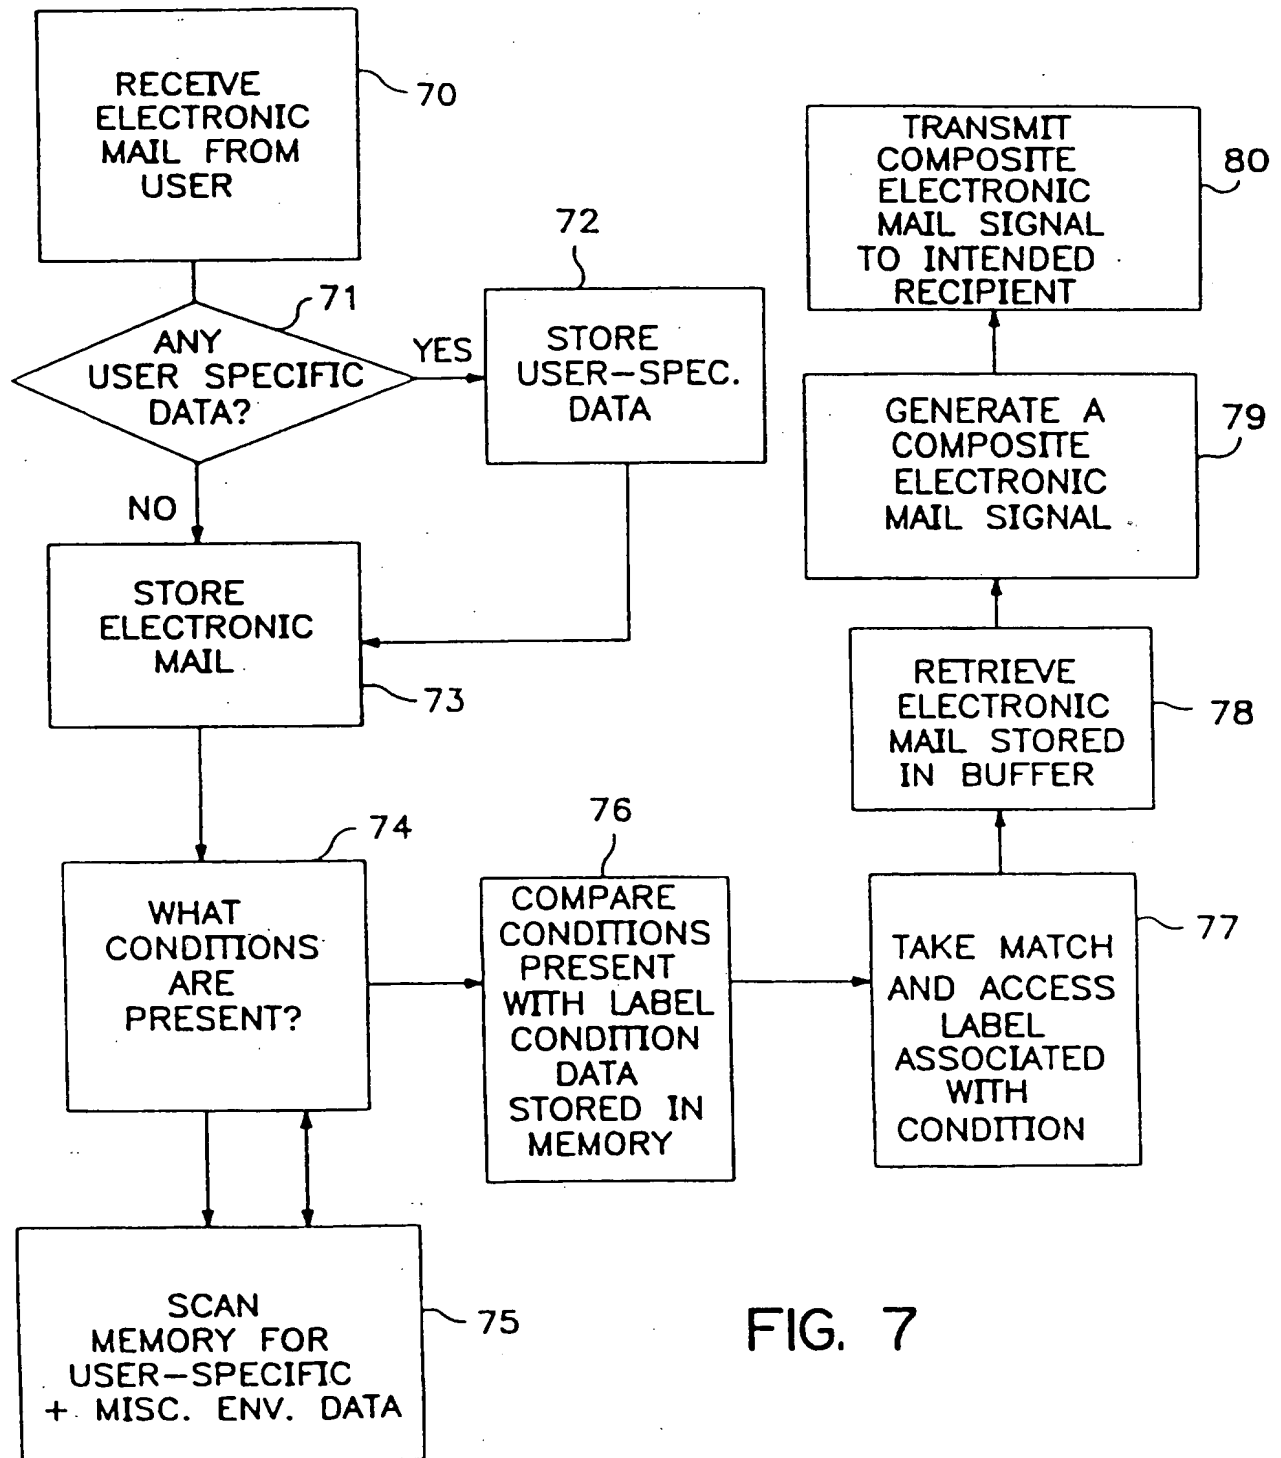 RECEIVE
ELECTRONIC
MAIL FROM
USER
70
ANY
USER SPECIFIC
DATA?
71
YES
NO
72
STORE
USER-SPEC.
DATA
STORE
ELECTRONIC
MAIL
73
74
WHAT
CONDITIONS
ARE
PRESENT?
SCAN
MEMORY FOR
USER-SPECIFIC
+ MISC. ENV. DATA
75
76
COMPARE
CONDITIONS
PRESENT
WITH LABEL
CONDITION
DATA
STORED IN
MEMORY
TAKE MATCH
AND ACCESS
LABEL
ASSOCIATED
WITH
CONDITION
77
RETRIEVE
ELECTRONIC
MAIL STORED
IN BUFFER
78
GENERATE A
COMPOSITE
ELECTRONIC
MAIL SIGNAL
79
TRANSMIT
COMPOSITE
ELECTRONIC
MAIL SIGNAL
TO INTENDED
RECIPIENT
80
FIG. 7